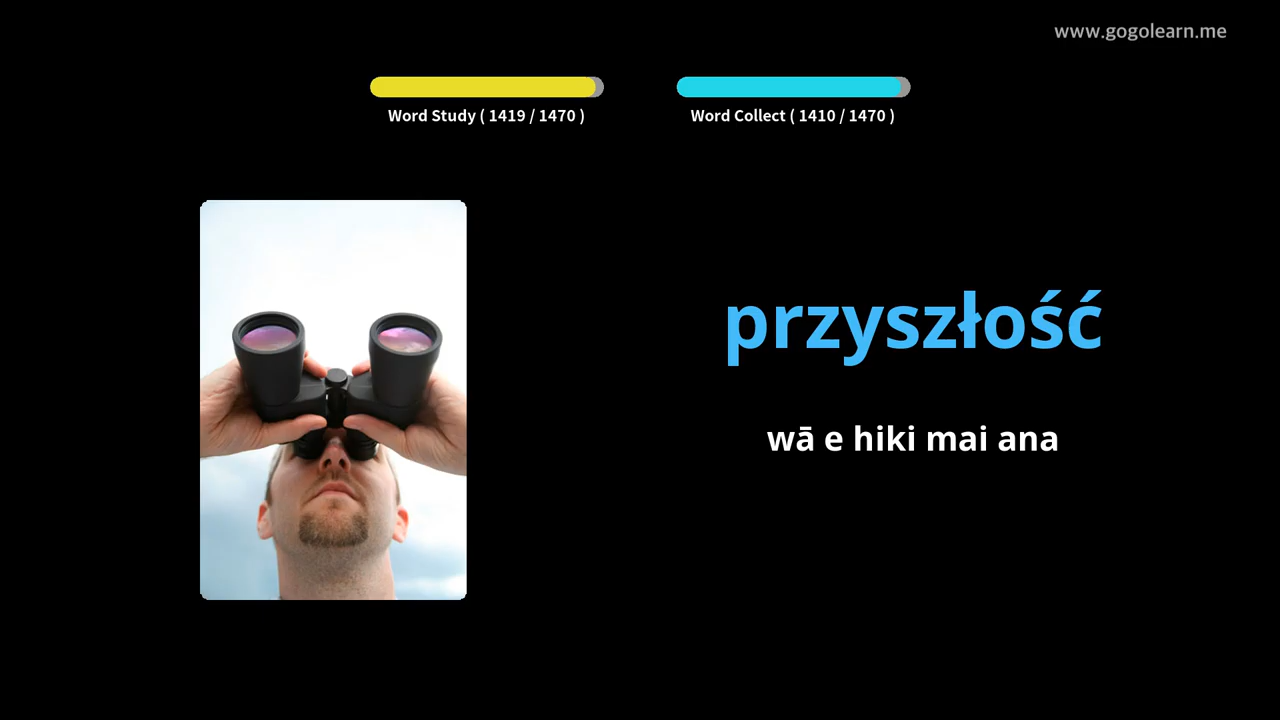 www.gogolearn.me
Word Study ( 1419 / 1470 )
Word Collect ( 1410 / 1470 )
przyszłość
wā e hiki mai ana